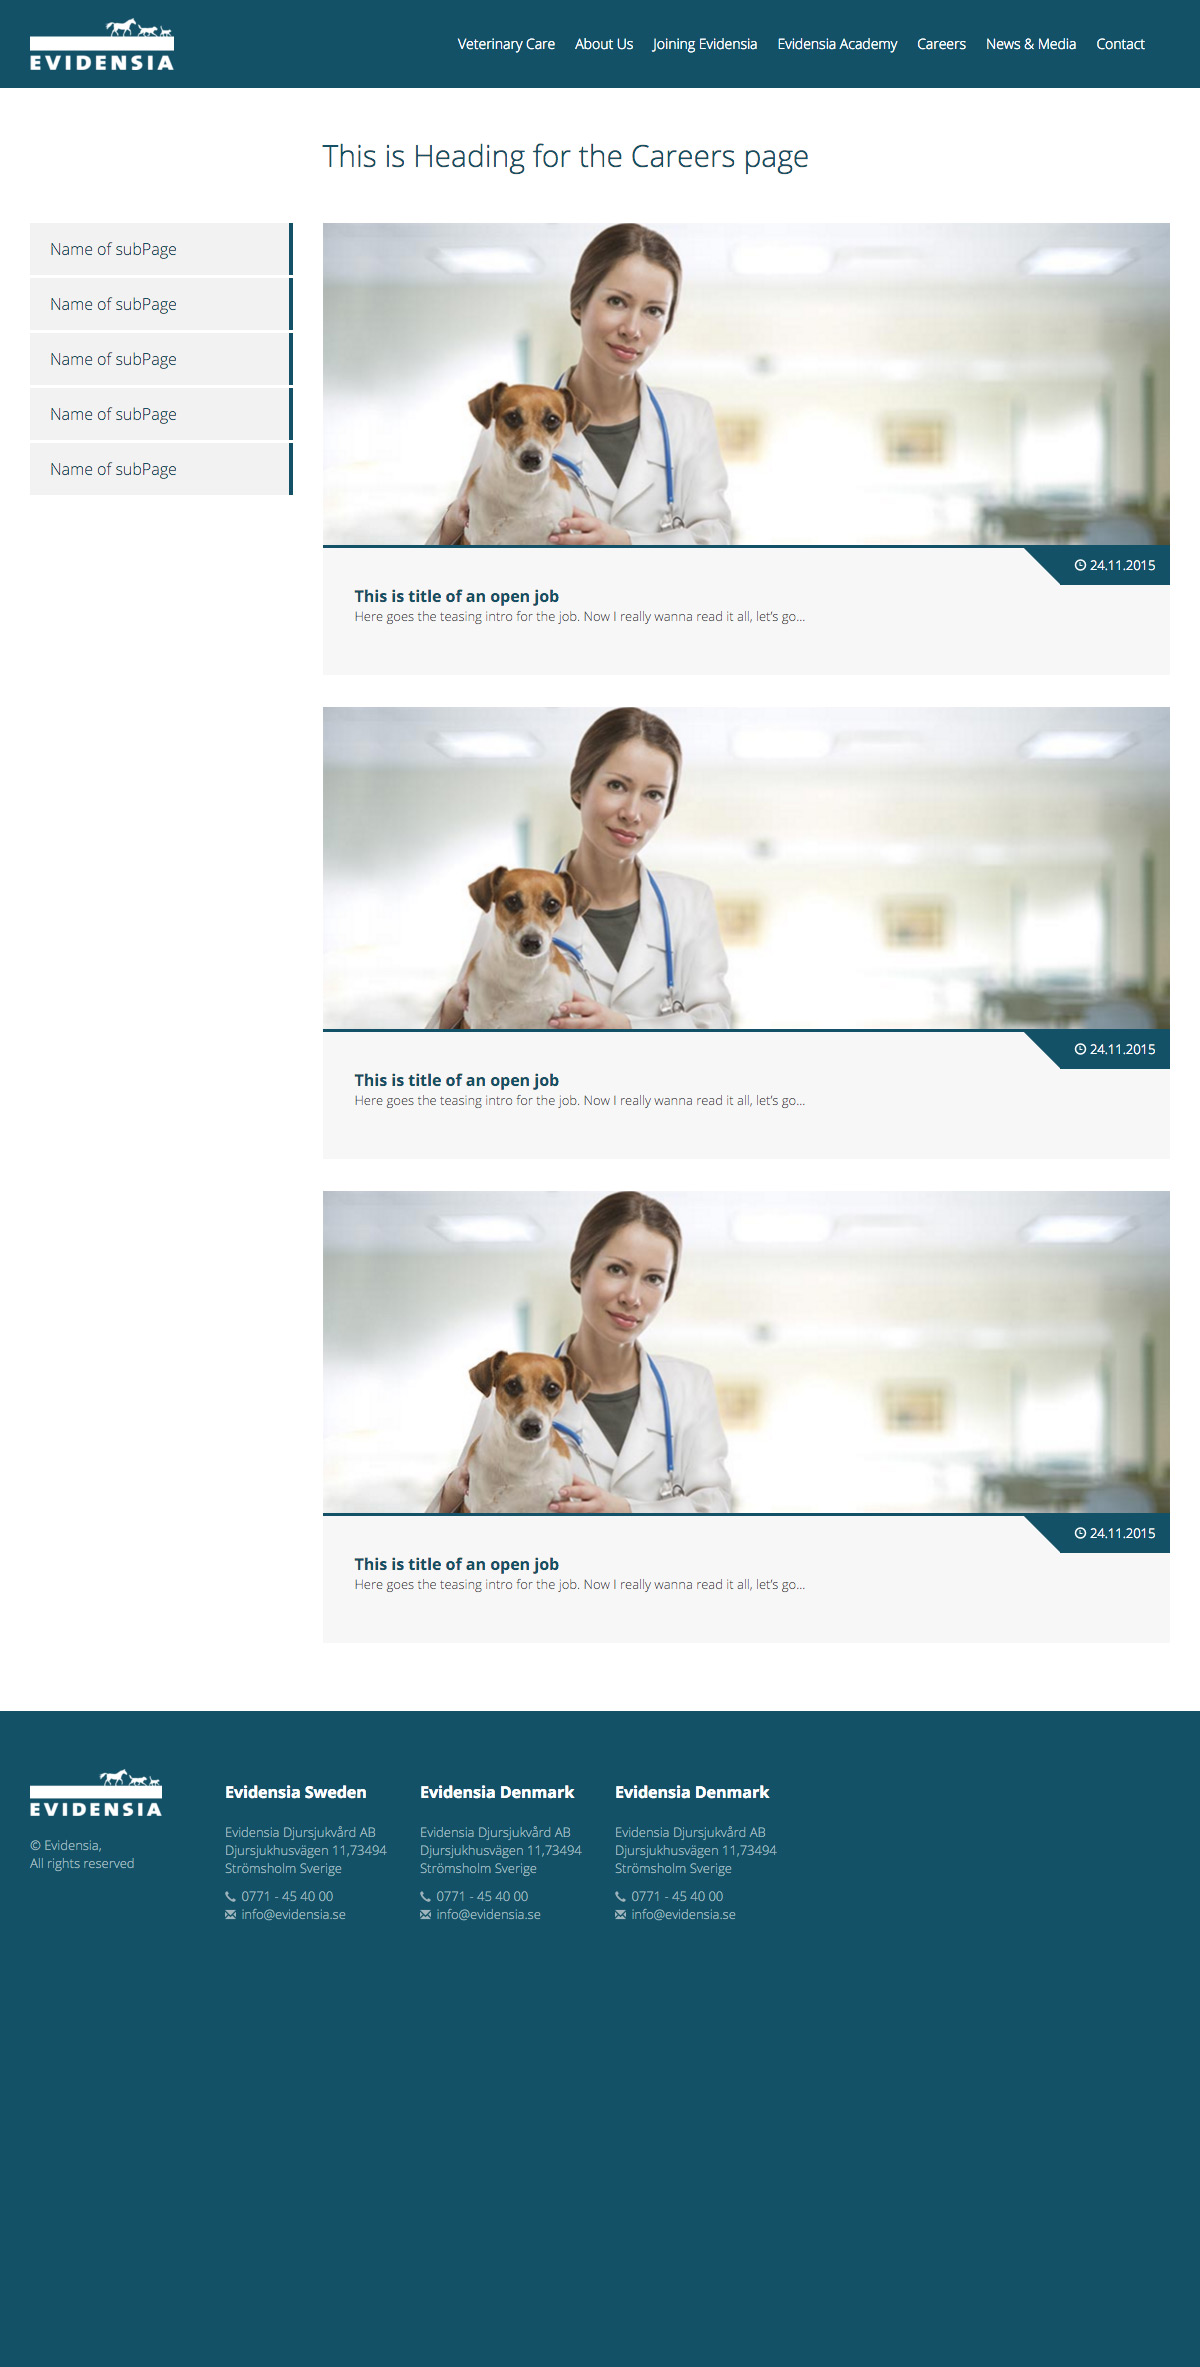 EVIDENSIA
Veterinary Care About Us Joining Evidensia Evidensia Academy Careers News & Media Contact
This is Heading for the Careers page
Name of subPage
Name of subPage
Name of subPage
Name of subPage
Name of subPage
24.11.2015
This is title of an open job
Here goes the teasing intro for the job. Now I really wanna read it all, let's go...
24.11.2015
This is title of an open job
Here goes the teasing intro for the job. Now I really wanna read it all, let's go...
24.11.2015
This is title of an open job
Here goes the teasing intro for the job. Now I really wanna read it all, let's go...
EVIDENSIA
© Evidensia,
All rights reserved
Evidensia Sweden
Evidensia Djursjukvård AB
Djursjukhusvägen 11,73494
Strömsholm Sverige
0771 - 45 40 00
info@evidensia.se
Evidensia Denmark
Evidensia Djursjukvård AB
Djursjukhusvägen 11,73494
Strömsholm Sverige
0771 - 45 40 00
info@evidensia.se
Evidensia Denmark
Evidensia Djursjukvård AB
Djursjukhusvägen 11,73494
Strömsholm Sverige
0771 - 45 40 00
info@evidensia.se